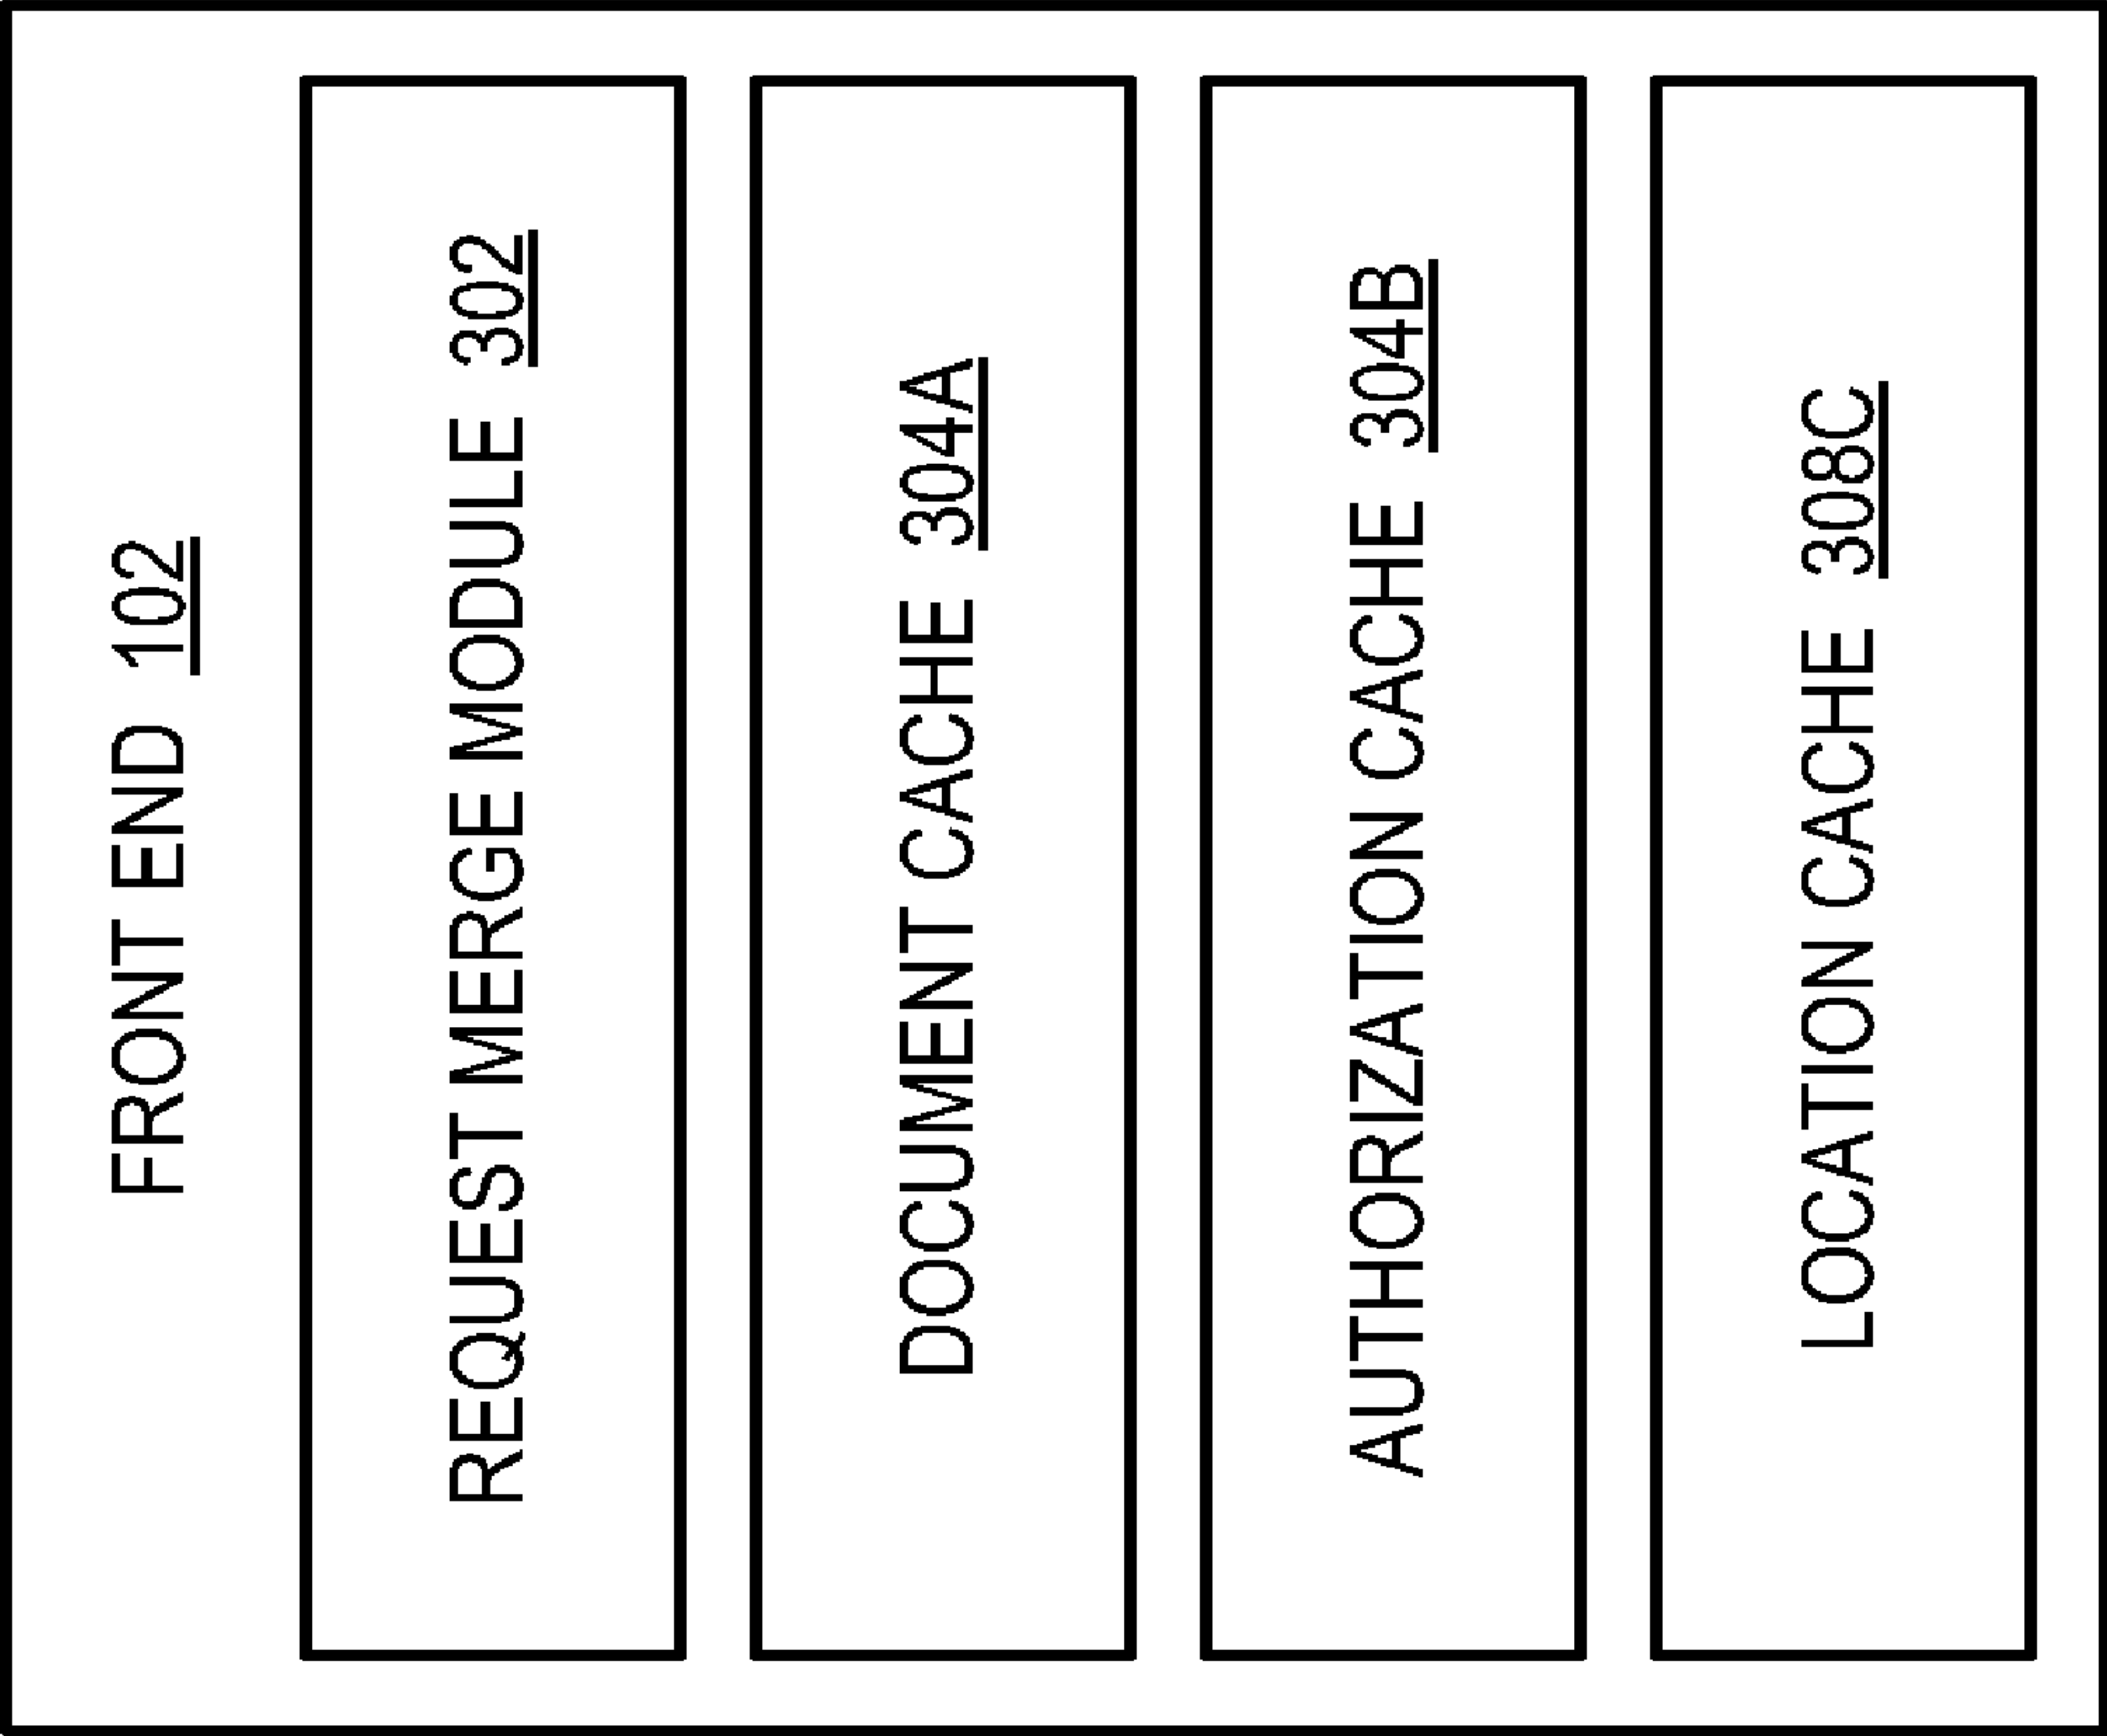 FRONT END 102
REQUEST MERGE MODULE 302
DOCUMENT CACHE 304A
AUTHORIZATION CACHE 304B
LOCATION CACHE 308C